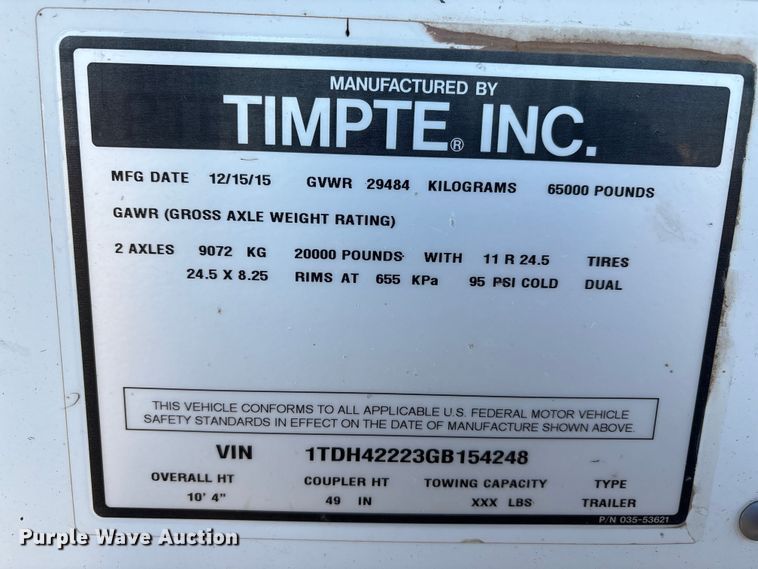 MANUFACTURED BY
TIMPTE® INC.
MFG DATE 12/15/15 GVWR 29484 KILOGRAMS 65000 POUNDS
GAWR (GROSS AXLE WEIGHT RATING)
2 AXLES 9072 KG 20000 POUNDS WITH 11 R 24.5 TIRES
24.5 X 8.25 RIMS AT 655 KPa 95 PSI COLD DUAL
THIS VEHICLE CONFORMS TO ALL APPLICABLE U.S. FEDERAL MOTOR VEHICLE
SAFETY STANDARDS IN EFFECT ON THE DATE OF MANUFACTURE SHOWN ABOVE.
VIN 1TDH42223GB154248
OVERALL HT COUPLER HT TOWING CAPACITY TYPE
10' 4" 49 IN XXX LBS TRAILER
P/N 035-53621
Purple Wave Auction